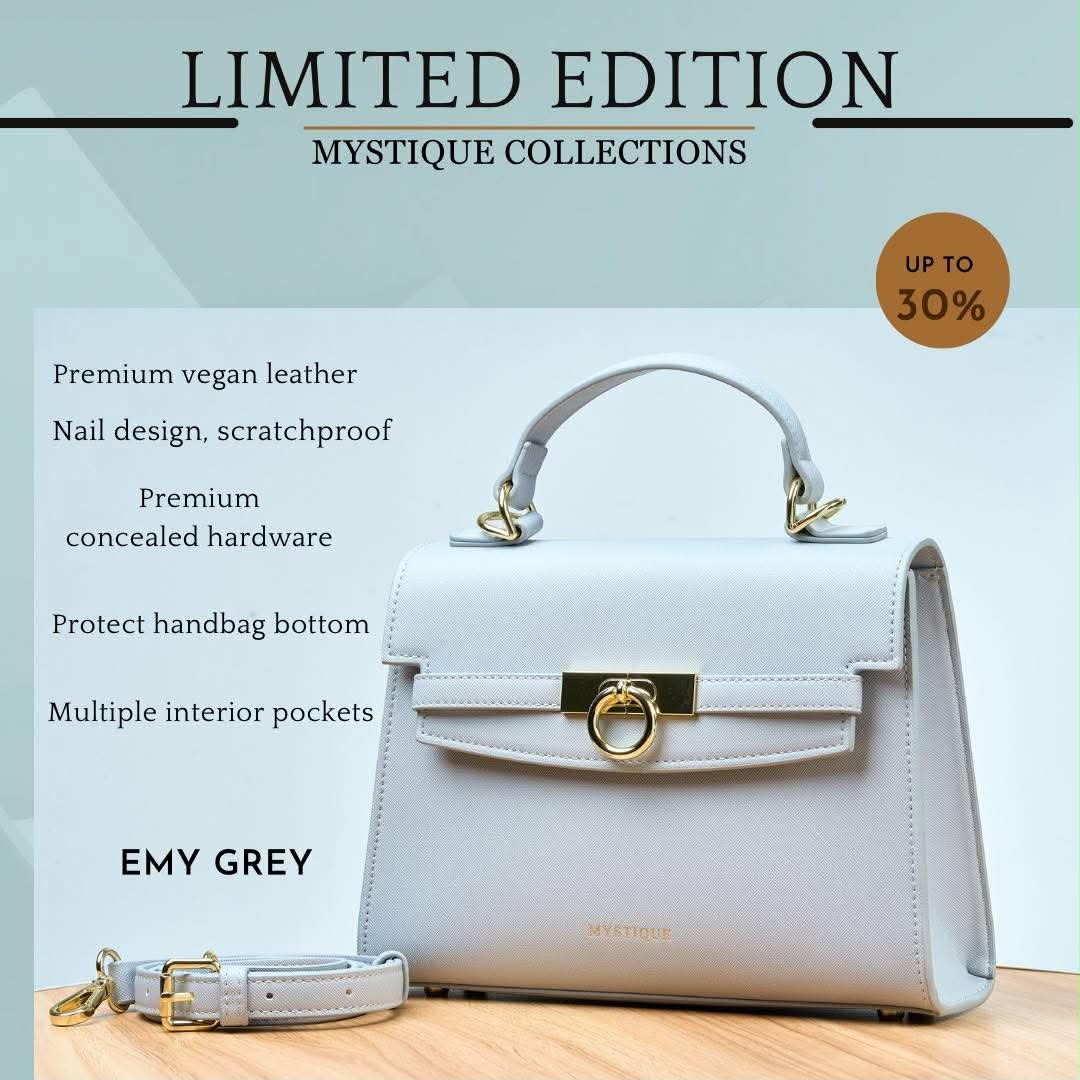 LIMITED EDITION
MYSTIQUE COLLECTIONS
UP TO
30%
Premium vegan leather
Nail design, scratchproof
Premium
concealed hardware
Protect handbag bottom
Multiple interior pockets
EMY GREY
MYSTIQUE